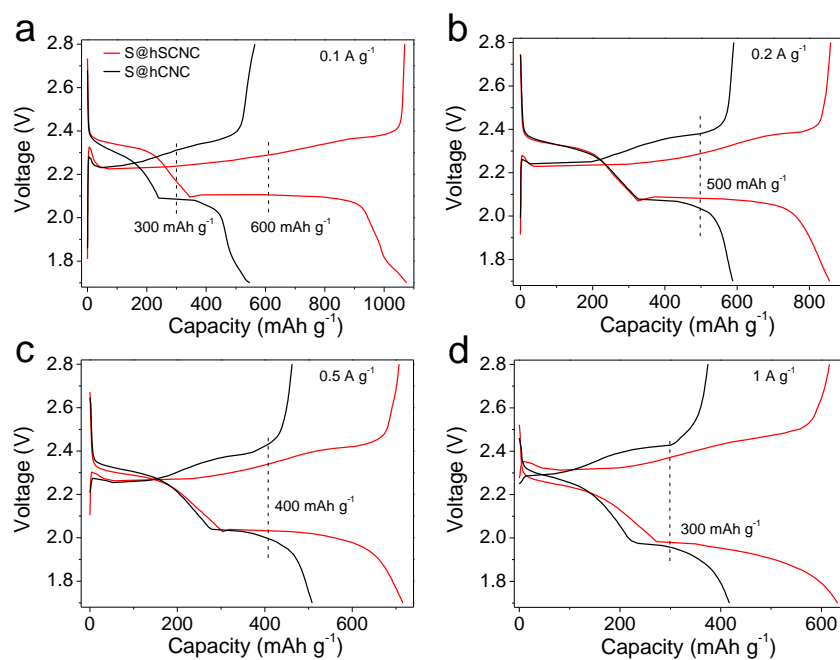 a
S@hSCNC
S@hCNC
0.1 A g⁻¹
300 mAh g⁻¹
600 mAh g⁻¹
Voltage (V)
2.8
2.6
2.4
2.2
2.0
1.8
0 200 400 600 800 1000
Capacity (mAh g⁻¹)
b
0.2 A g⁻¹
500 mAh g⁻¹
Voltage (V)
2.8
2.6
2.4
2.2
2.0
1.8
0 200 400 600 800
Capacity (mAh g⁻¹)
c
0.5 A g⁻¹
400 mAh g⁻¹
Voltage (V)
2.8
2.6
2.4
2.2
2.0
1.8
0 200 400 600
Capacity (mAh g⁻¹)
d
1 A g⁻¹
300 mAh g⁻¹
Voltage (V)
2.8
2.6
2.4
2.2
2.0
1.8
0 200 400 600
Capacity (mAh g⁻¹)